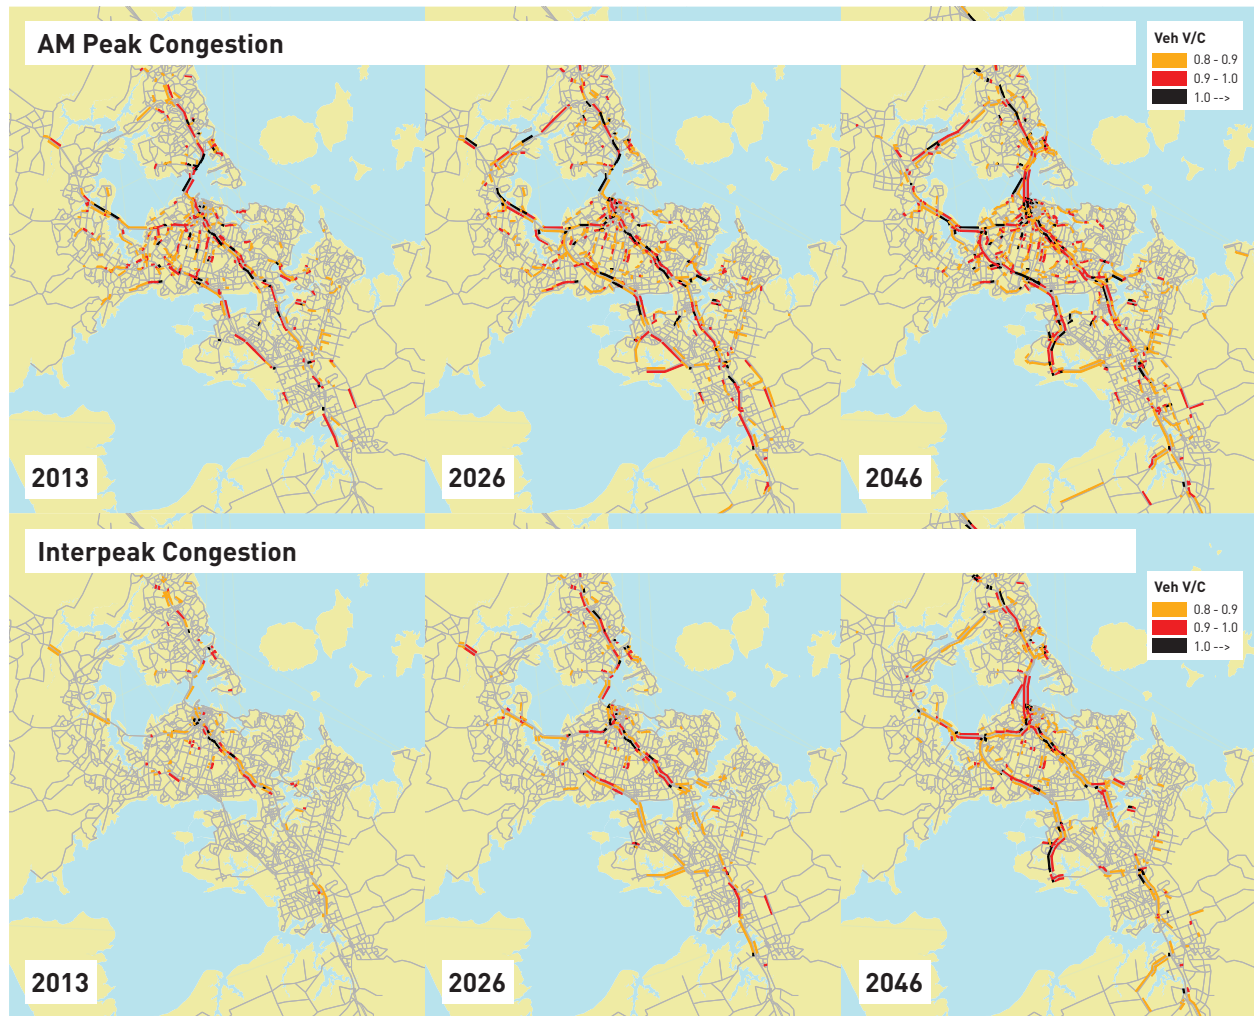 AM Peak Congestion
Veh V/C
0.8 - 0.9
0.9 - 1.0
1.0 -->
2013
2026
2046
Interpeak Congestion
Veh V/C
0.8 - 0.9
0.9 - 1.0
1.0 -->
2013
2026
2046